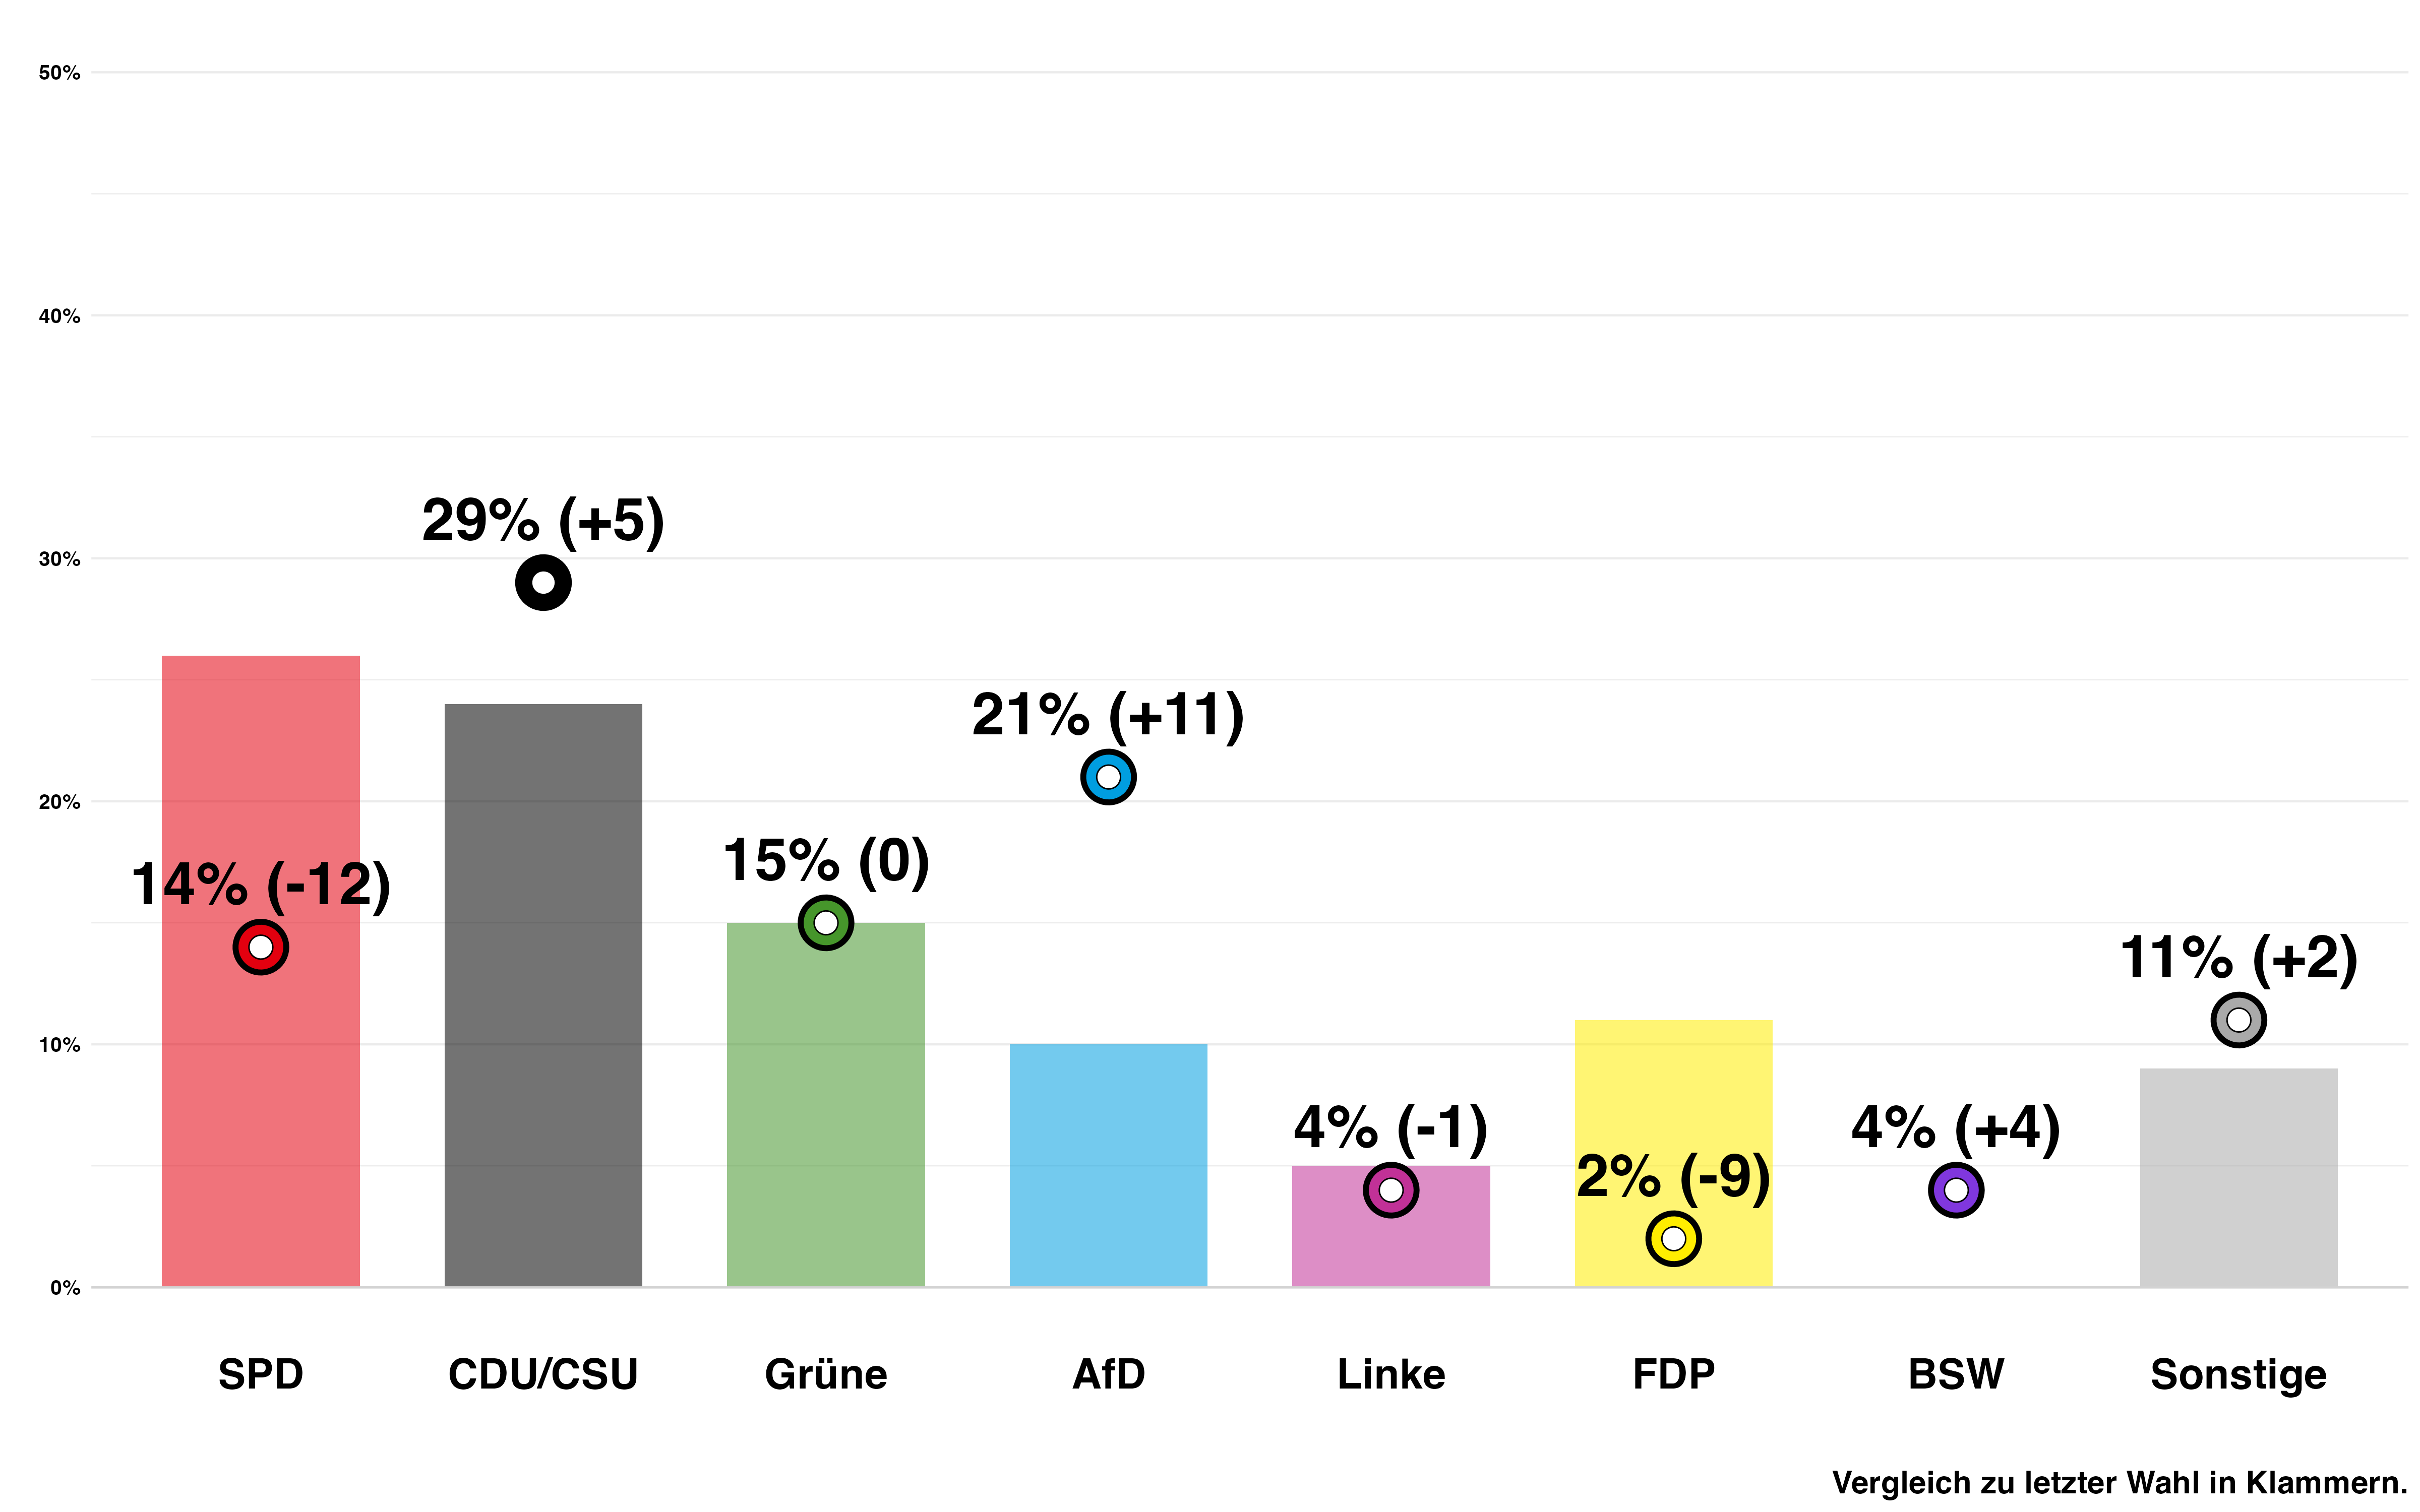 50%
40%
30%
20%
10%
0%
29% (+5)
21% (+11)
15% (0)
14% (-12)
11% (+2)
4% (-1)
4% (+4)
2% (-9)
SPD
CDU/CSU
Grüne
AfD
Linke
FDP
BSW
Sonstige
Vergleich zu letzter Wahl in Klammern.